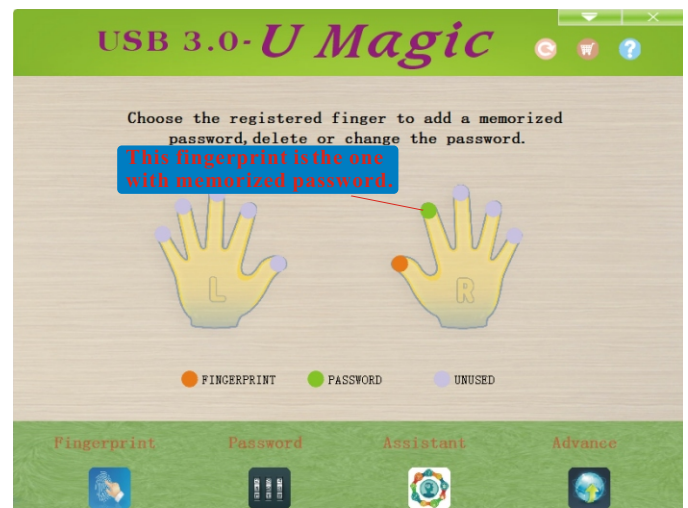 USB 3.0- U Magic
Choose the registered finger to add a memorized
password, delete or change the password.
This fingerprint is the one
with memorized password.
L
R
FINGERPRINT
PASSWORD
UNUSED
Fingerprint
Password
Assistant
Advance